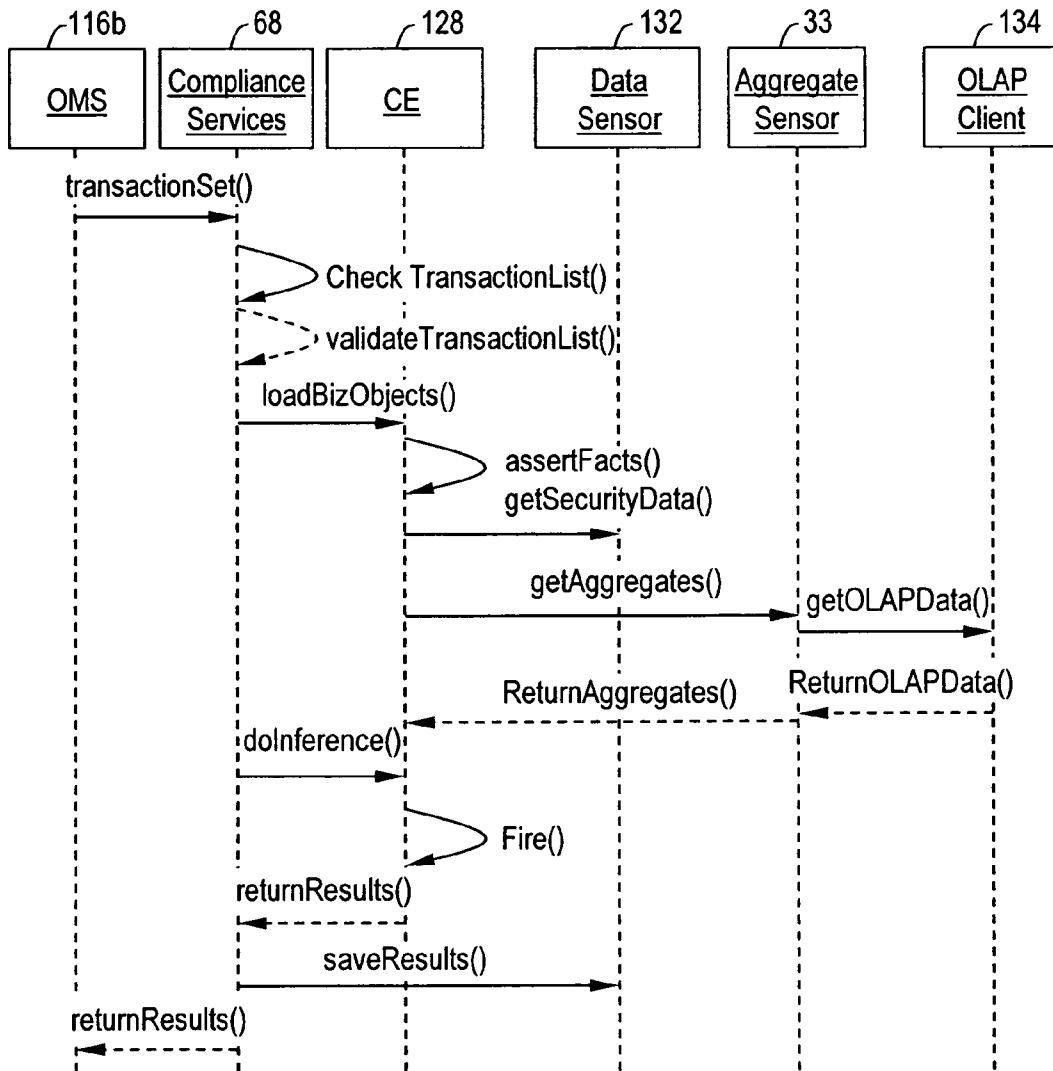 116b 68 128 132 33 134
OMS
Compliance
Services
CE
Data
Sensor
Aggregate
Sensor
OLAP
Client
transactionSet()
Check TransactionList()
validateTransactionList()
loadBizObjects()
assertFacts()
getSecurityData()
getAggregates()
getOLAPData()
ReturnOLAPData()
ReturnAggregates()
doInference()
Fire()
returnResults()
saveResults()
returnResults()